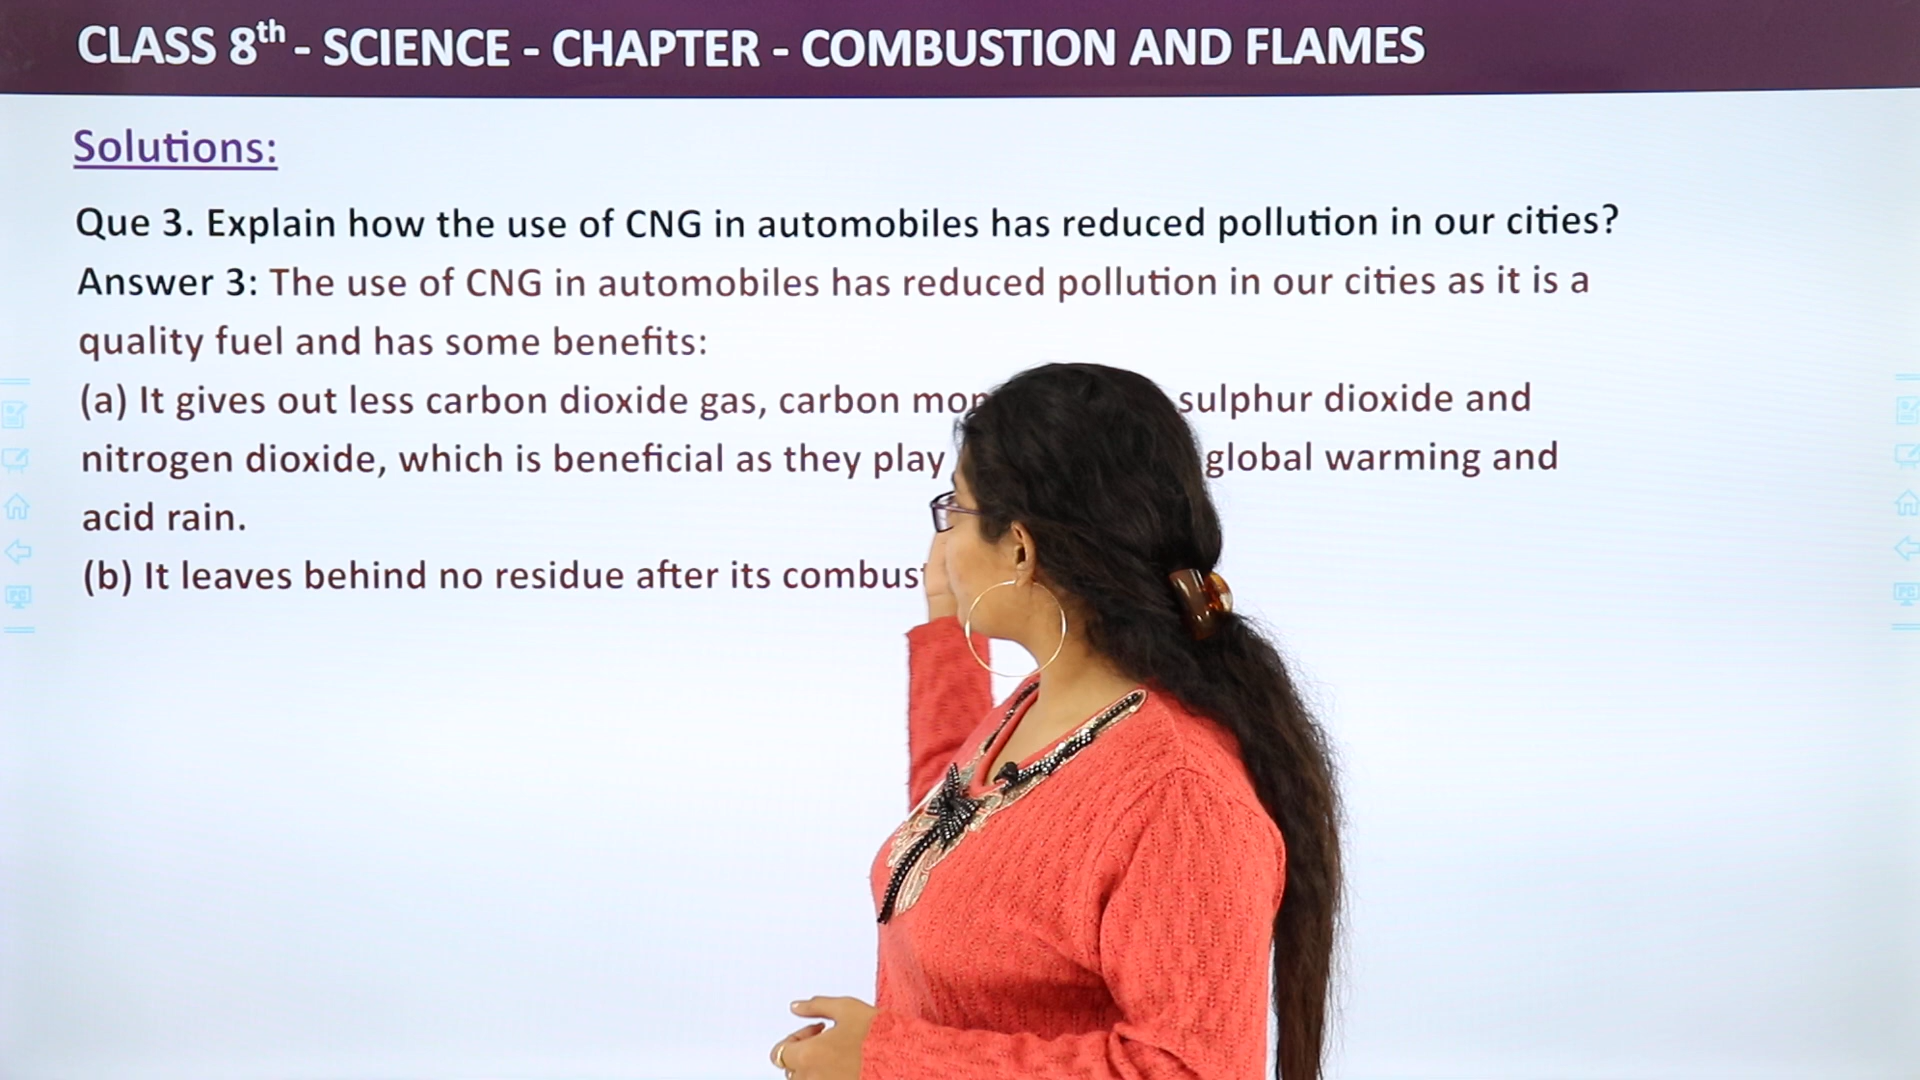 CLASS 8th - SCIENCE - CHAPTER - COMBUSTION AND FLAMES
Solutions:
Que 3. Explain how the use of CNG in automobiles has reduced pollution in our cities?
Answer 3: The use of CNG in automobiles has reduced pollution in our cities as it is a
quality fuel and has some benefits:
(a) It gives out less carbon dioxide gas, carbon sulphur dioxide and
nitrogen dioxide, which is beneficial as they play global warming and
acid rain.
(b) It leaves behind no residue after its
PC
PC